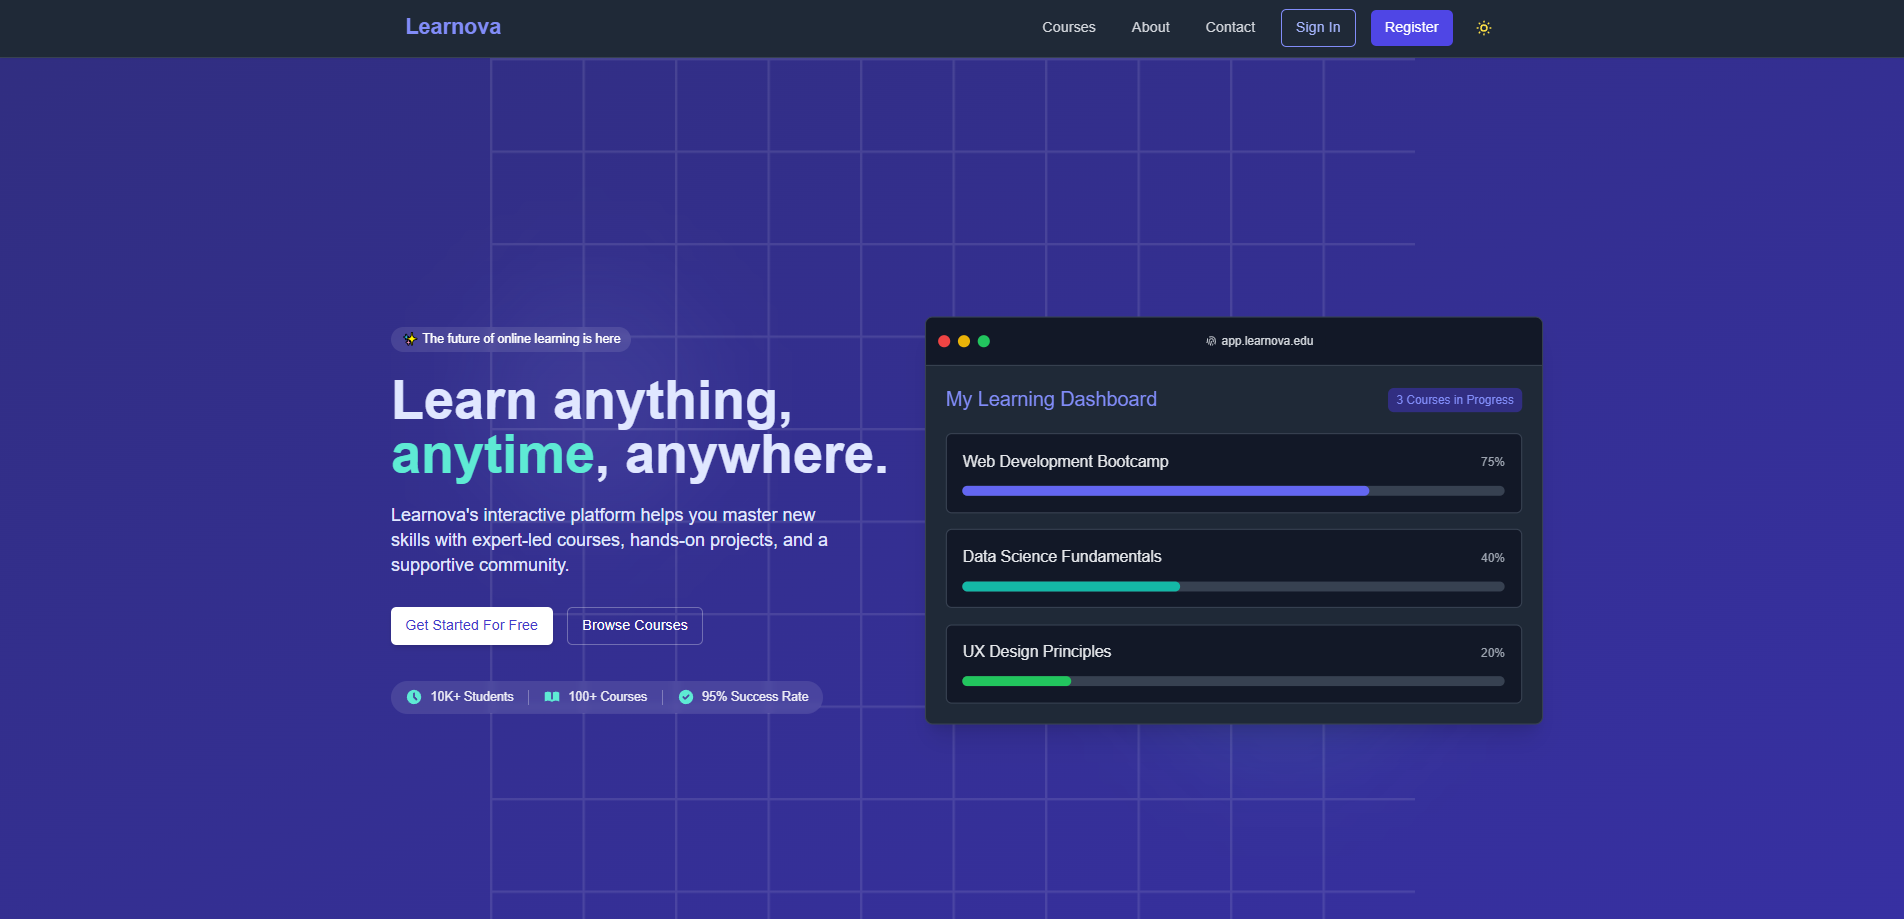 Learnova
Courses
About
Contact
Sign In
Register
✨ The future of online learning is here
Learn anything,
anytime, anywhere.
Learnova's interactive platform helps you master new
skills with expert-led courses, hands-on projects, and a
supportive community.
Get Started For Free
Browse Courses
10K+ Students
100+ Courses
95% Success Rate
app.learnova.edu
My Learning Dashboard
3 Courses in Progress
Web Development Bootcamp
75%
Data Science Fundamentals
40%
UX Design Principles
20%